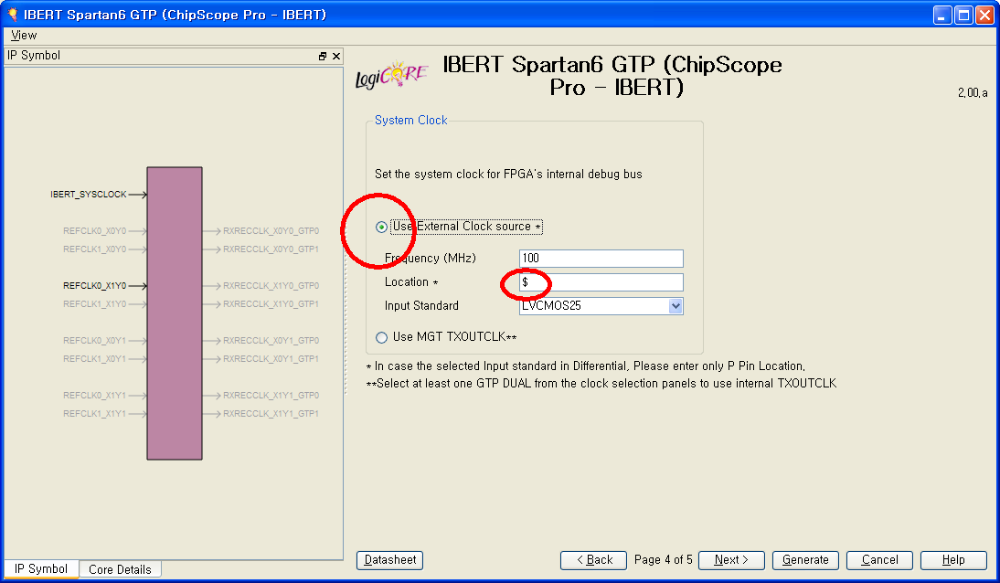 IBERT Spartan6 GTP (ChipScope Pro - IBERT)
View
IP Symbol
LogiCORE
IBERT Spartan6 GTP (ChipScope
Pro - IBERT)
2.00.a
System Clock
Set the system clock for FPGA's internal debug bus
Use External Clock source *
Frequency (MHz) 100
Location * $
Input Standard LVCMOS25
Use MGT TXOUTCLK**
* In case the selected Input standard in Differential, Please enter only P Pin Location.
**Select at least one GTP DUAL from the clock selection panels to use internal TXOUTCLK
IBERT_SYSCLOCK
REFCLK0_X0Y0 RXRECCLK_X0Y0_GTP0
REFCLK1_X0Y0 RXRECCLK_X0Y0_GTP1
REFCLK0_X1Y0 RXRECCLK_X1Y0_GTP0
REFCLK1_X1Y0 RXRECCLK_X1Y0_GTP1
REFCLK0_X0Y1 RXRECCLK_X0Y1_GTP0
REFCLK1_X0Y1 RXRECCLK_X0Y1_GTP1
REFCLK0_X1Y1 RXRECCLK_X1Y1_GTP0
REFCLK1_X1Y1 RXRECCLK_X1Y1_GTP1
IP Symbol Core Details
Datasheet < Back Page 4 of 5 Next > Generate Cancel Help